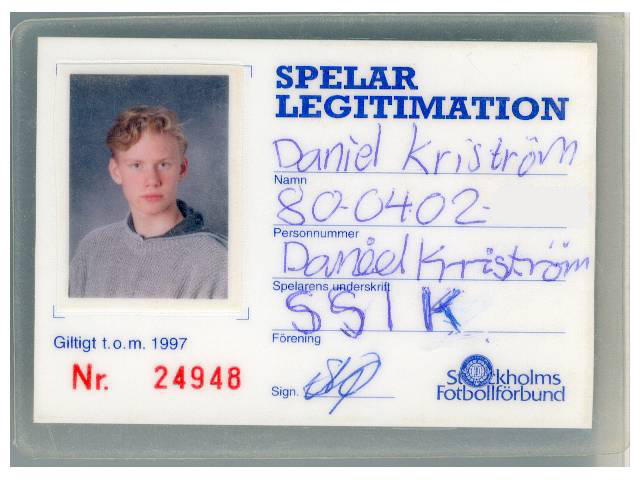 SPELAR
LEGITIMATION
Daniel Kriström
Namn
80-0402-
Personnummer
Daniel Kriström
Spelarens underskrift
SSIK
Förening
Sign.
Giltigt t.o.m. 1997
Nr. 24948
Stockholms
Fotbollförbund